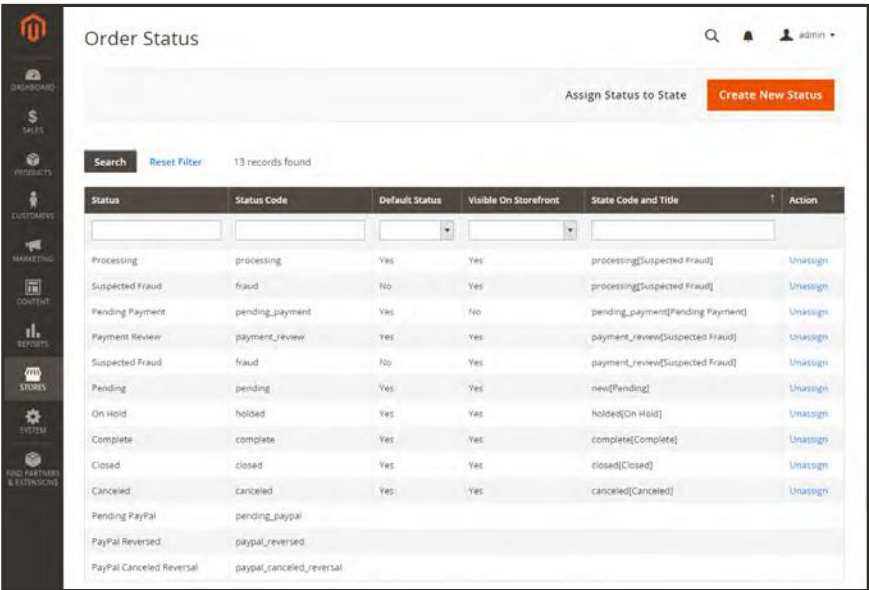 Order Status
admin
DASHBOARD
SALES
PRODUCTS
CUSTOMERS
MARKETING
CONTENT
REPORTS
STORES
SYSTEM
FIND PARTNERS
& EXTENSIONS
Assign Status to State Create New Status
Search Reset Filter 13 records found
Status Status Code Default Status Visible On Storefront State Code and Title ↑ Action
Processing processing Yes Yes processing[Suspected Fraud] Unassign
Suspected Fraud fraud No Yes processing[Suspected Fraud] Unassign
Pending Payment pending_payment Yes No pending_payment[Pending Payment] Unassign
Payment Review payment_review Yes Yes payment_review[Suspected Fraud] Unassign
Suspected Fraud fraud No Yes payment_review[Suspected Fraud] Unassign
Pending pending Yes Yes new[Pending] Unassign
On Hold holded Yes Yes holded[On Hold] Unassign
Complete complete Yes Yes complete[Complete] Unassign
Closed closed Yes Yes closed[Closed] Unassign
Canceled canceled Yes Yes canceled[Canceled] Unassign
Pending PayPal pending_paypal
PayPal Reversed paypal_reversed
PayPal Canceled Reversal paypal_canceled_reversal